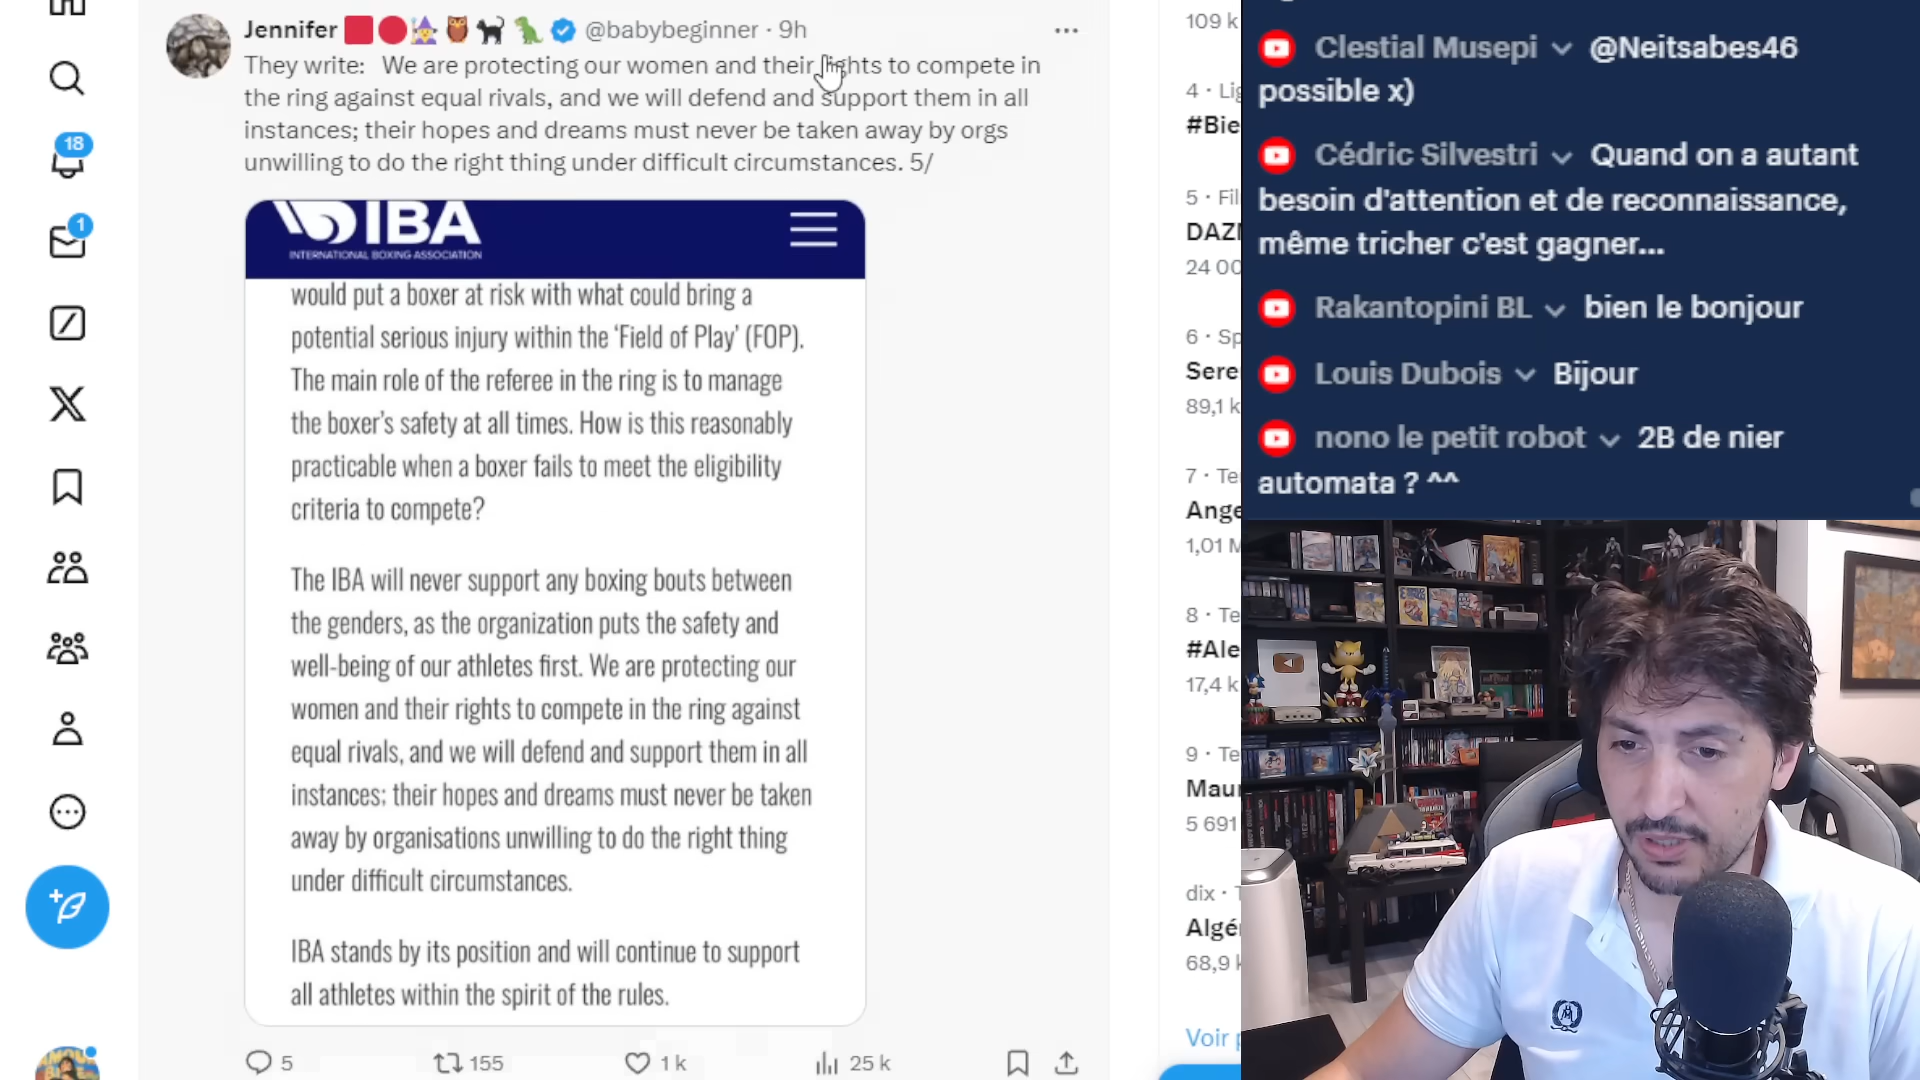 Jennifer @babybeginner · 9h
They write: We are protecting our women and their rights to compete in
the ring against equal rivals, and we will defend and support them in all
instances; their hopes and dreams must never be taken away by orgs
unwilling to do the right thing under difficult circumstances. 5/
IBA
INTERNATIONAL BOXING ASSOCIATION
would put a boxer at risk with what could bring a
potential serious injury within the ‘Field of Play’ (FOP).
The main role of the referee in the ring is to manage
the boxer’s safety at all times. How is this reasonably
practicable when a boxer fails to meet the eligibility
criteria to compete?
The IBA will never support any boxing bouts between
the genders, as the organization puts the safety and
well-being of our athletes first. We are protecting our
women and their rights to compete in the ring against
equal rivals, and we will defend and support them in all
instances; their hopes and dreams must never be taken
away by organisations unwilling to do the right thing
under difficult circumstances.
IBA stands by its position and will continue to support
all athletes within the spirit of the rules.
5 155 1 k 25 k
18
1
109 k
4 · Lig
#Bie
5 · Fil
DAZN
24 00
6 · Sp
Sere
89,1 k
7 · Te
Ange
1,01 M
8 · Te
#Ale
17,4 k
9 · Te
Maur
5 691
dix · T
Algér
68,9 k
Voir p
Clestial Musepi @Neitsabes46
possible x)
Cédric Silvestri Quand on a autant
besoin d'attention et de reconnaissance,
même tricher c'est gagner...
Rakantopini BL bien le bonjour
Louis Dubois Bijour
nono le petit robot 2B de nier
automata ? ^^